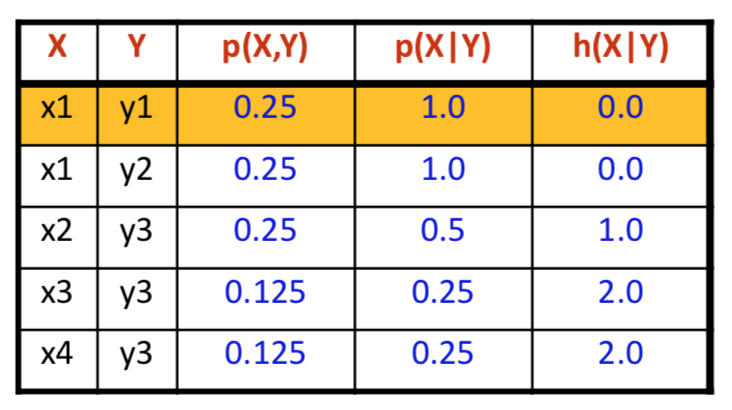 X Y p(X,Y) p(X|Y) h(X|Y)
x1 y1 0.25 1.0 0.0
x1 y2 0.25 1.0 0.0
x2 y3 0.25 0.5 1.0
x3 y3 0.125 0.25 2.0
x4 y3 0.125 0.25 2.0